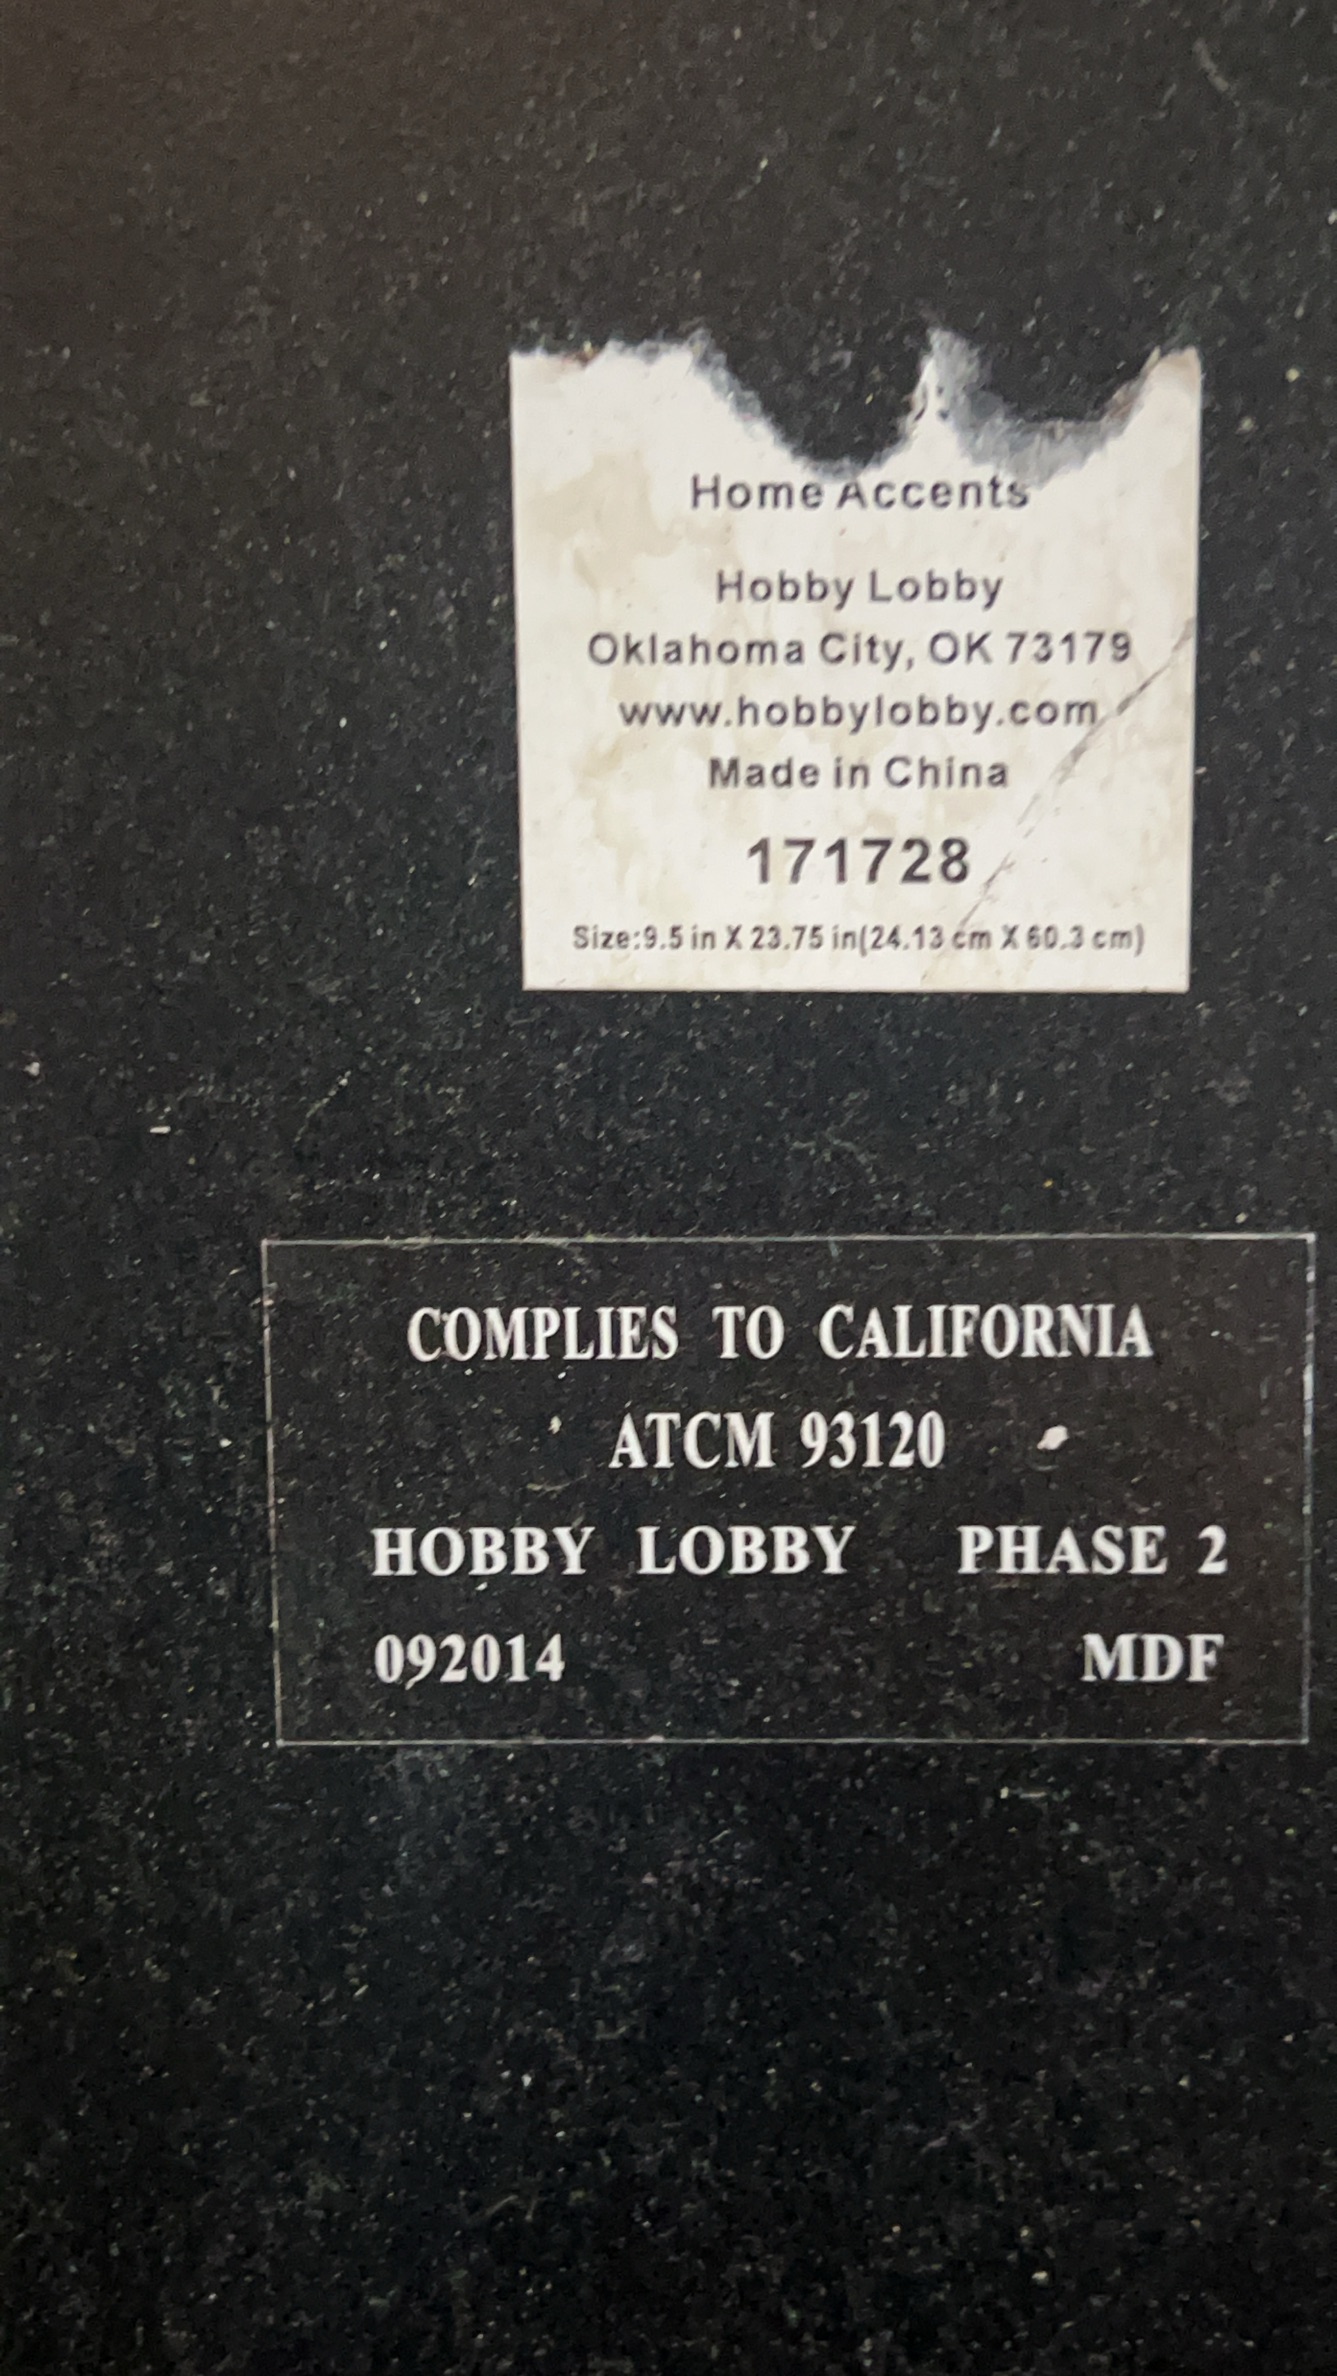 Home Accents
Hobby Lobby
Oklahoma City, OK 73179
www.hobbylobby.com
Made in China
171728
Size:9.5 in X 23.75 in(24.13 cm X 60.3 cm)
COMPLIES TO CALIFORNIA
ATCM 93120
HOBBY LOBBY PHASE 2
092014 MDF